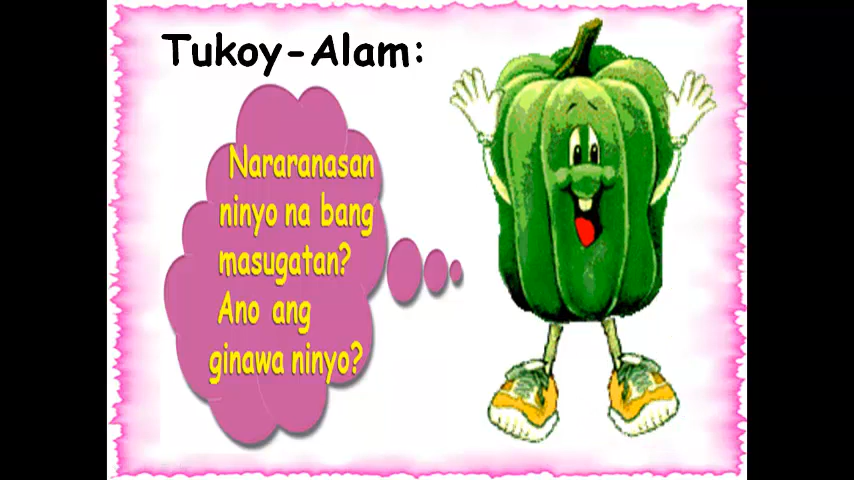 Tukoy-Alam:
Nararanasan
ninyo na bang
masugatan?
Ano ang
ginawa ninyo?